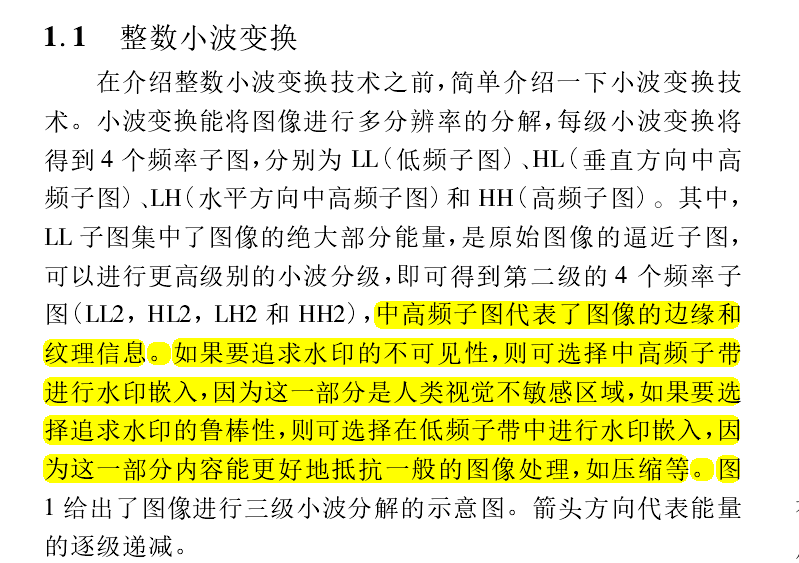 1.1 整数小波变换
在介绍整数小波变换技术之前,简单介绍一下小波变换技
术。小波变换能将图像进行多分辨率的分解,每级小波变换将
得到 4 个频率子图,分别为 LL(低频子图)、HL(垂直方向中高
频子图)、LH(水平方向中高频子图)和 HH(高频子图)。其中,
LL 子图集中了图像的绝大部分能量,是原始图像的逼近子图,
可以进行更高级别的小波分级,即可得到第二级的 4 个频率子
图(LL2, HL2, LH2 和 HH2),中高频子图代表了图像的边缘和
纹理信息。如果要追求水印的不可见性,则可选择中高频子带
进行水印嵌入,因为这一部分是人类视觉不敏感区域,如果要选
择追求水印的鲁棒性,则可选择在低频子带中进行水印嵌入,因
为这一部分内容能更好地抵抗一般的图像处理,如压缩等。图
1 给出了图像进行三级小波分解的示意图。箭头方向代表能量
的逐级递减。